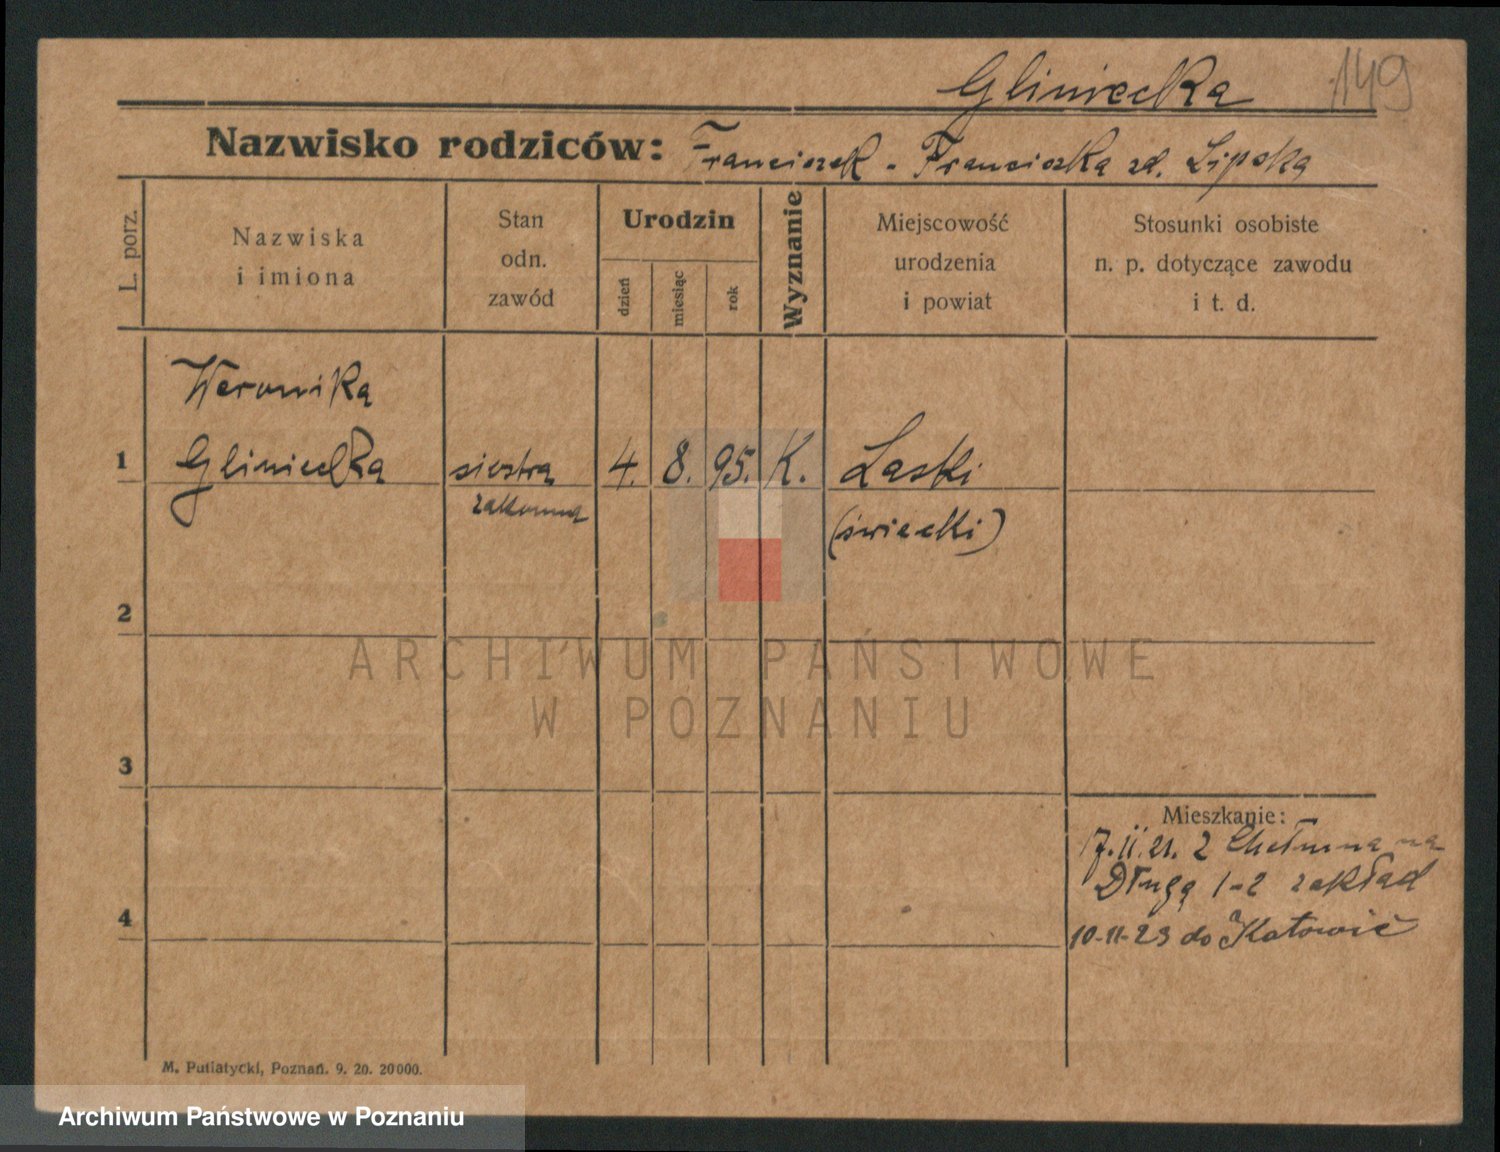 Gliniecka 149
Nazwisko rodziców: Franciszek - Franciszka zd. Lipska
L. porz.
Nazwiska
i imiona
Stan
odn.
zawód
Urodzin
dzień
miesiąc
rok
Wyznanie
Miejscowość
urodzenia
i powiat
Stosunki osobiste
n. p. dotyczące zawodu
i t. d.
Weronika
1 Gliniecka siostra 4. 8. 95. K. Laski
zakonna (świecki)
2
ARCHIWUM PAŃSTWOWE
W POZNANIU
3
Mieszkanie:
7.11.21. z Chełmna na
Długą 1-2 zakład
4
10-11-23 do Katowic
M. Putiatycki, Poznań. 9. 20. 20000.
Archiwum Państwowe w Poznaniu